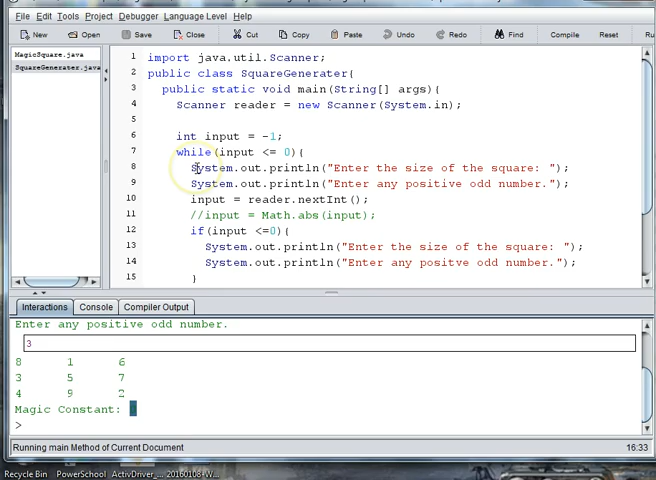 File Edit Tools Project Debugger Language Level Help
New Open Save Close Cut Copy Paste Undo Redo Find Compile Reset Ru
MagicSquare.java
SquareGenerater.java
1 import java.util.Scanner;
2 public class SquareGenerater{
3 public static void main(String[] args){
4 Scanner reader = new Scanner(System.in);
5
6 int input = -1;
7 while(input <= 0){
8 System.out.println("Enter the size of the square: ");
9 System.out.println("Enter any positive odd number.");
10 input = reader.nextInt();
11 //input = Math.abs(input);
12 if(input <=0){
13 System.out.println("Enter the size of the square: ");
14 System.out.println("Enter any positve odd number. ");
15 }
Interactions Console Compiler Output
Enter any positive odd number.
3
8 1 6
3 5 7
4 9 2
Magic Constant:
>
Running main Method of Current Document 16:33
Recycle Bin PowerSchool ActivDriver_... 20160108-W...